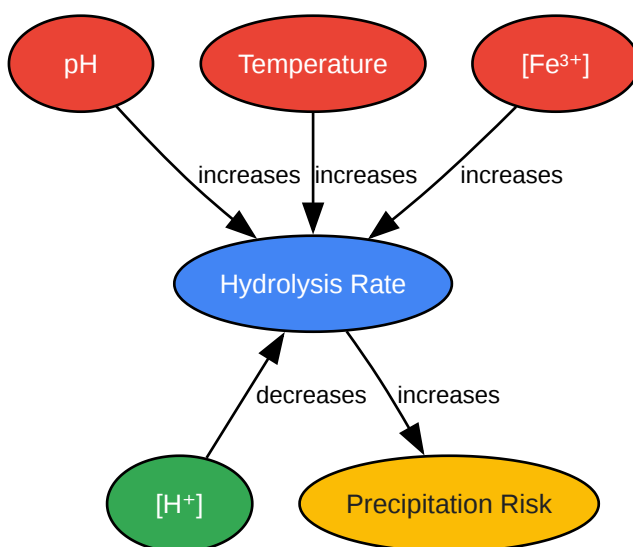 pH
Temperature
[Fe³⁺]
increases
increases
increases
Hydrolysis Rate
decreases
increases
[H⁺]
Precipitation Risk